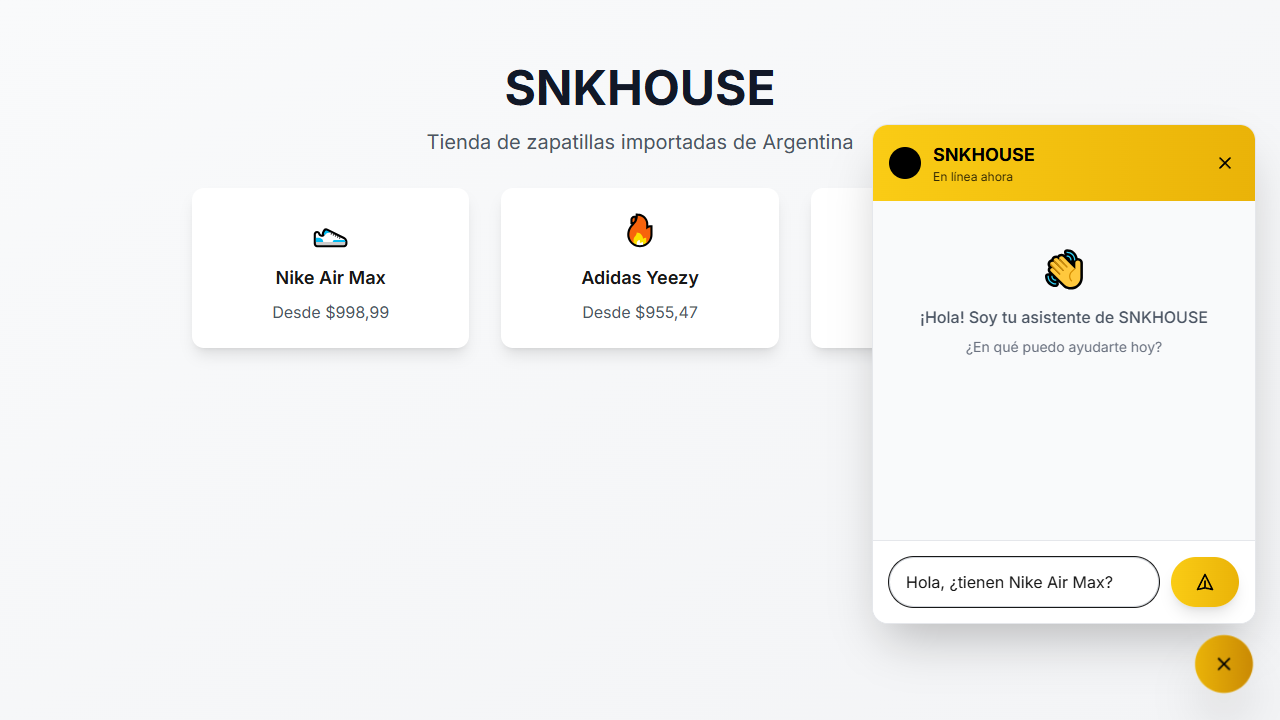 SNKHOUSE
Tienda de zapatillas importadas de Argentina
Nike Air Max
Desde $998,99
Adidas Yeezy
Desde $955,47
SNKHOUSE
En línea ahora
¡Hola! Soy tu asistente de SNKHOUSE
¿En qué puedo ayudarte hoy?
Hola, ¿tienen Nike Air Max?